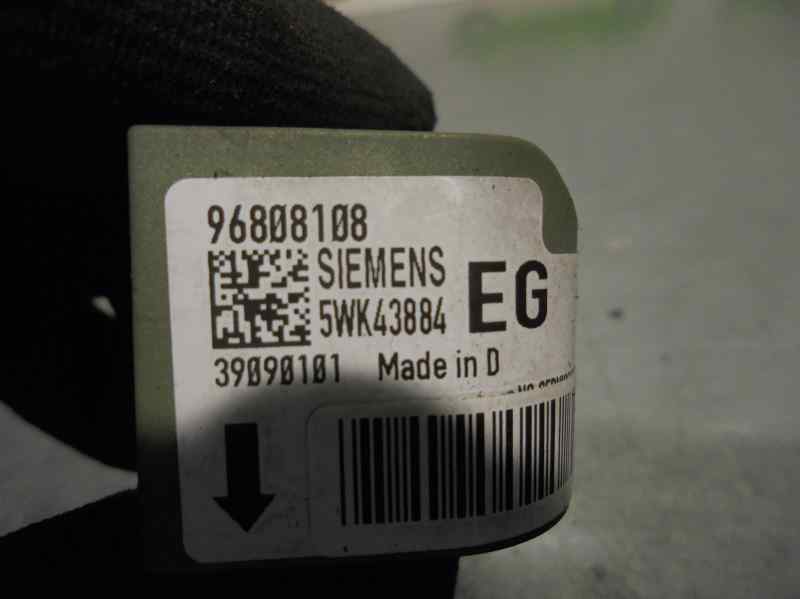 96808108
SIEMENS
5WK43884
EG
39090101 Made in D